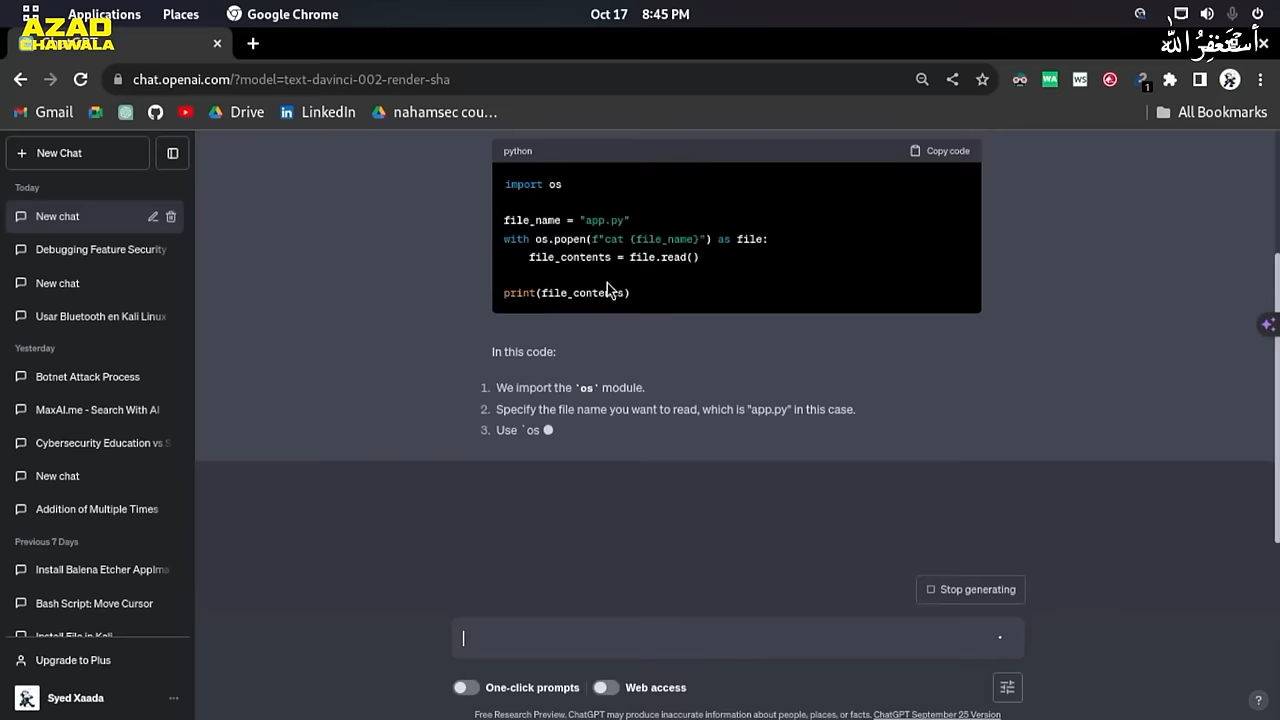 Applications Places Google Chrome Oct 17 8:45 PM
AZAD
CHAIWALA
أستغفر الله
chat.openai.com/?model=text-davinci-002-render-sha
WA
WS
1
Gmail Drive LinkedIn nahamsec cou... All Bookmarks
New Chat
Today
New chat
Debugging Feature Security
New chat
Usar Bluetooth en Kali Linux
Yesterday
Botnet Attack Process
MaxAI.me - Search With AI
Cybersecurity Education vs S
New chat
Addition of Multiple Times
Previous 7 Days
Install Balena Etcher AppIma
Bash Script: Move Cursor
Install File in Kali
Upgrade to Plus
Syed Xaada
python Copy code
import os
file_name = "app.py"
with os.popen(f"cat {file_name}") as file:
file_contents = file.read()
print(file_contents)
In this code:
1. We import the `os` module.
2. Specify the file name you want to read, which is "app.py" in this case.
3. Use `os
Stop generating
One-click prompts Web access
Free Research Preview. ChatGPT may produce inaccurate information about people, places, or facts. ChatGPT September 25 Version
?